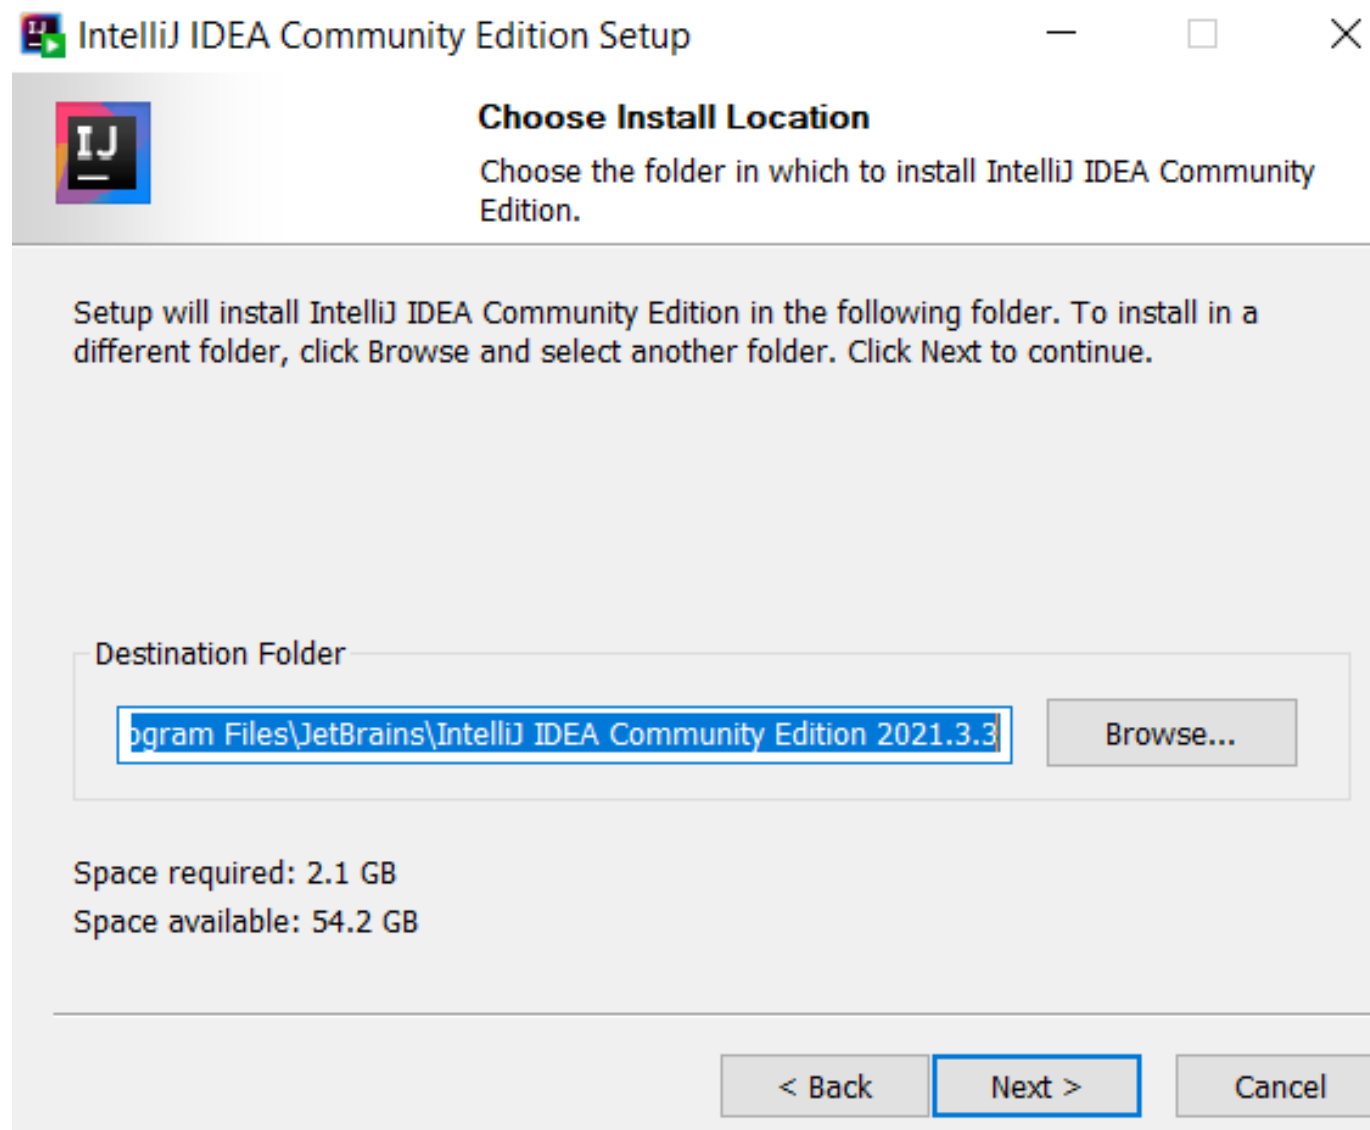 IntelliJ IDEA Community Edition Setup
IJ
Choose Install Location
Choose the folder in which to install IntelliJ IDEA Community
Edition.
Setup will install IntelliJ IDEA Community Edition in the following folder. To install in a
different folder, click Browse and select another folder. Click Next to continue.
Destination Folder
ogram Files\JetBrains\IntelliJ IDEA Community Edition 2021.3.3
Browse...
Space required: 2.1 GB
Space available: 54.2 GB
< Back
Next >
Cancel